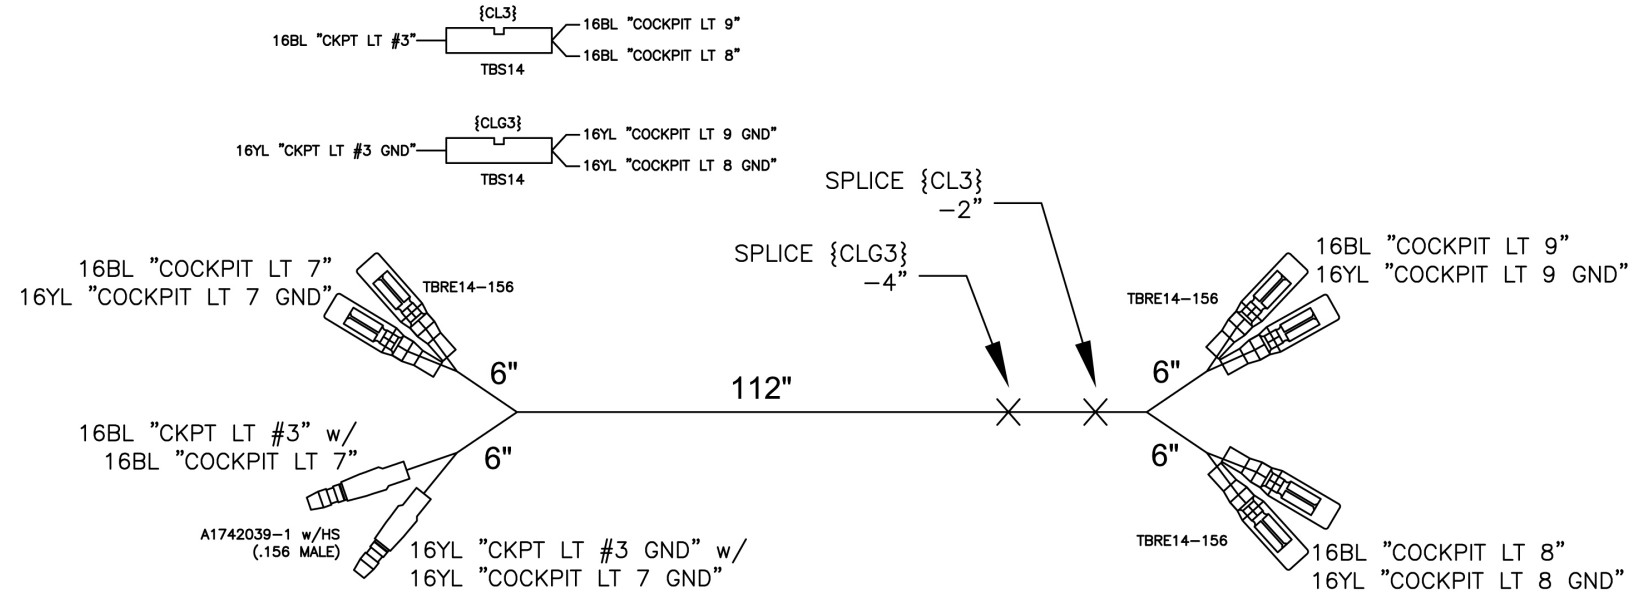 {CL3}
16BL "CKPT LT #3"
16BL "COCKPIT LT 9"
16BL "COCKPIT LT 8"
TBS14
{CLG3}
16YL "CKPT LT #3 GND"
16YL "COCKPIT LT 9 GND"
16YL "COCKPIT LT 8 GND"
TBS14
SPLICE {CL3}
-2"
SPLICE {CLG3}
-4"
16BL "COCKPIT LT 7"
16YL "COCKPIT LT 7 GND"
TBRE14-156
6"
112"
TBRE14-156
16BL "COCKPIT LT 9"
16YL "COCKPIT LT 9 GND"
6"
16BL "CKPT LT #3" w/
16BL "COCKPIT LT 7"
6"
A1742039-1 w/HS
(.156 MALE)
16YL "CKPT LT #3 GND" w/
16YL "COCKPIT LT 7 GND"
6"
TBRE14-156
16BL "COCKPIT LT 8"
16YL "COCKPIT LT 8 GND"